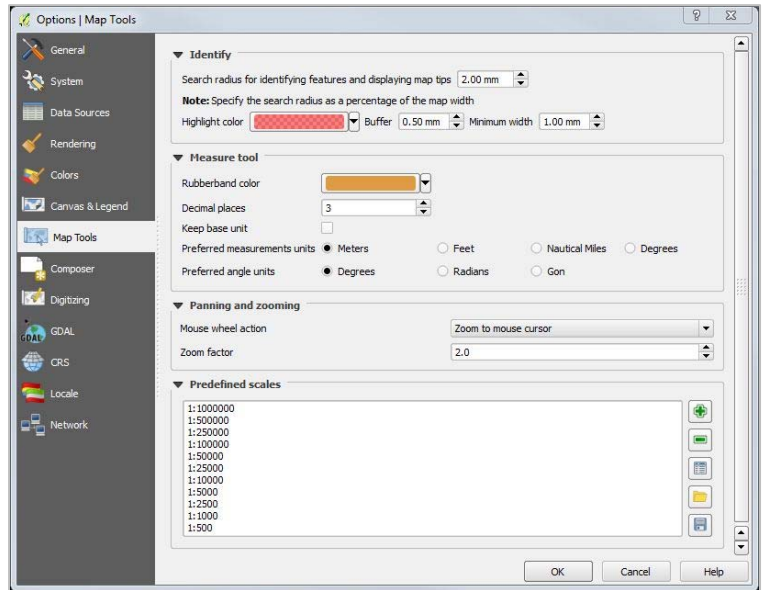 Options | Map Tools
General
System
Data Sources
Rendering
Colors
Canvas & Legend
Map Tools
Composer
Digitizing
GDAL
GDAL
CRS
Locale
Network
Identify
Search radius for identifying features and displaying map tips 2.00 mm
Note: Specify the search radius as a percentage of the map width
Highlight color Buffer 0.50 mm Minimum width 1.00 mm
Measure tool
Rubberband color
Decimal places 3
Keep base unit
Preferred measurements units Meters Feet Nautical Miles Degrees
Preferred angle units Degrees Radians Gon
Panning and zooming
Mouse wheel action Zoom to mouse cursor
Zoom factor 2.0
Predefined scales
1:1000000
1:500000
1:250000
1:100000
1:50000
1:25000
1:10000
1:5000
1:2500
1:1000
1:500
OK Cancel Help